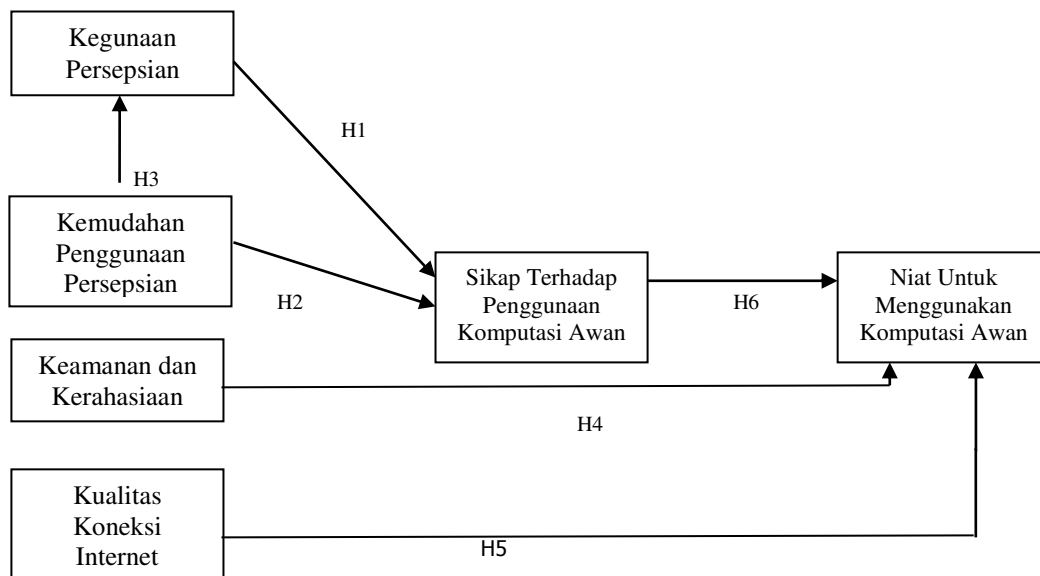 Kegunaan
Persepsian
H1
H3
Kemudahan
Penggunaan
Persepsian
H2
Sikap Terhadap
Penggunaan
Komputasi Awan
H6
Niat Untuk
Menggunakan
Komputasi Awan
Keamanan dan
Kerahasiaan
H4
Kualitas
Koneksi
Internet
H5